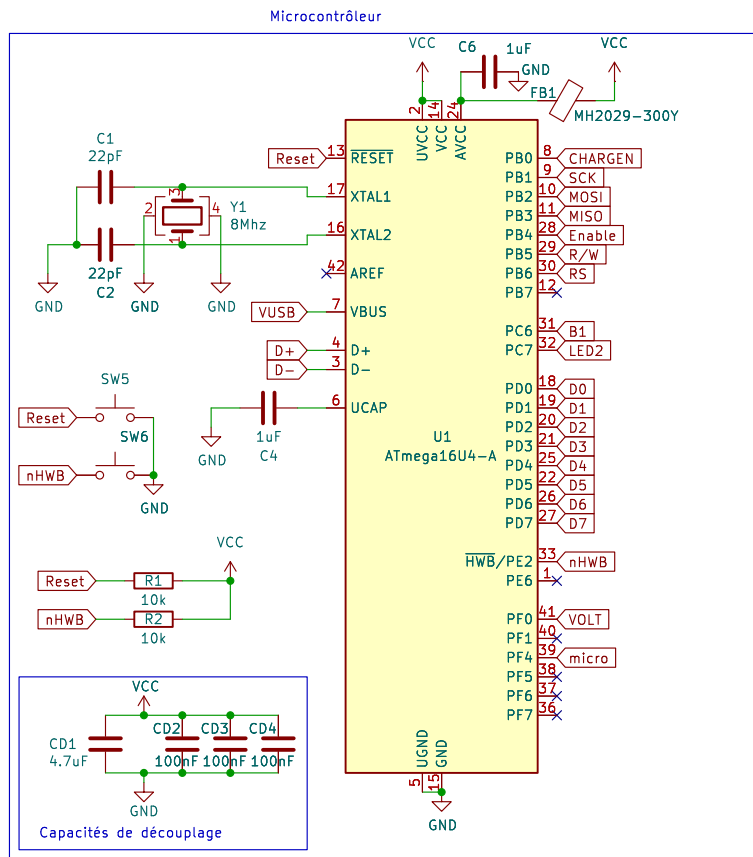 Microcontrôleur
VCC
C6
1uF
GND
VCC
FB1
MH2029-300Y
2
14
24
UVCC
VCC
AVCC
C1
22pF
Reset
13
RESET
PB0
8
CHARGEN
PB1
9
SCK
3
17
XTAL1
PB2
10
MOSI
2
4
Y1
8Mhz
PB3
11
MISO
1
16
XTAL2
PB4
28
Enable
PB5
29
R/W
22pF
C2
42
AREF
PB6
30
RS
PB7
12
GND
GND
GND
VUSB
7
VBUS
PC6
31
B1
D+
4
D+
PC7
32
LED2
D-
3
D-
SW5
PD0
18
D0
Reset
6
UCAP
PD1
19
D1
PD2
20
D2
SW6
1uF
C4
GND
U1
ATmega16U4-A
PD3
21
D3
PD4
25
D4
nHWB
PD5
22
D5
GND
PD6
26
D6
PD7
27
D7
VCC
HWB/PE2
33
nHWB
Reset
R1
10k
PE6
1
nHWB
R2
10k
PF0
41
VOLT
PF1
40
PF4
39
micro
PF5
38
PF6
37
PF7
36
VCC
CD1
4.7uF
CD2
100nF
CD3
100nF
CD4
100nF
GND
Capacités de découplage
UGND
GND
5
15
GND